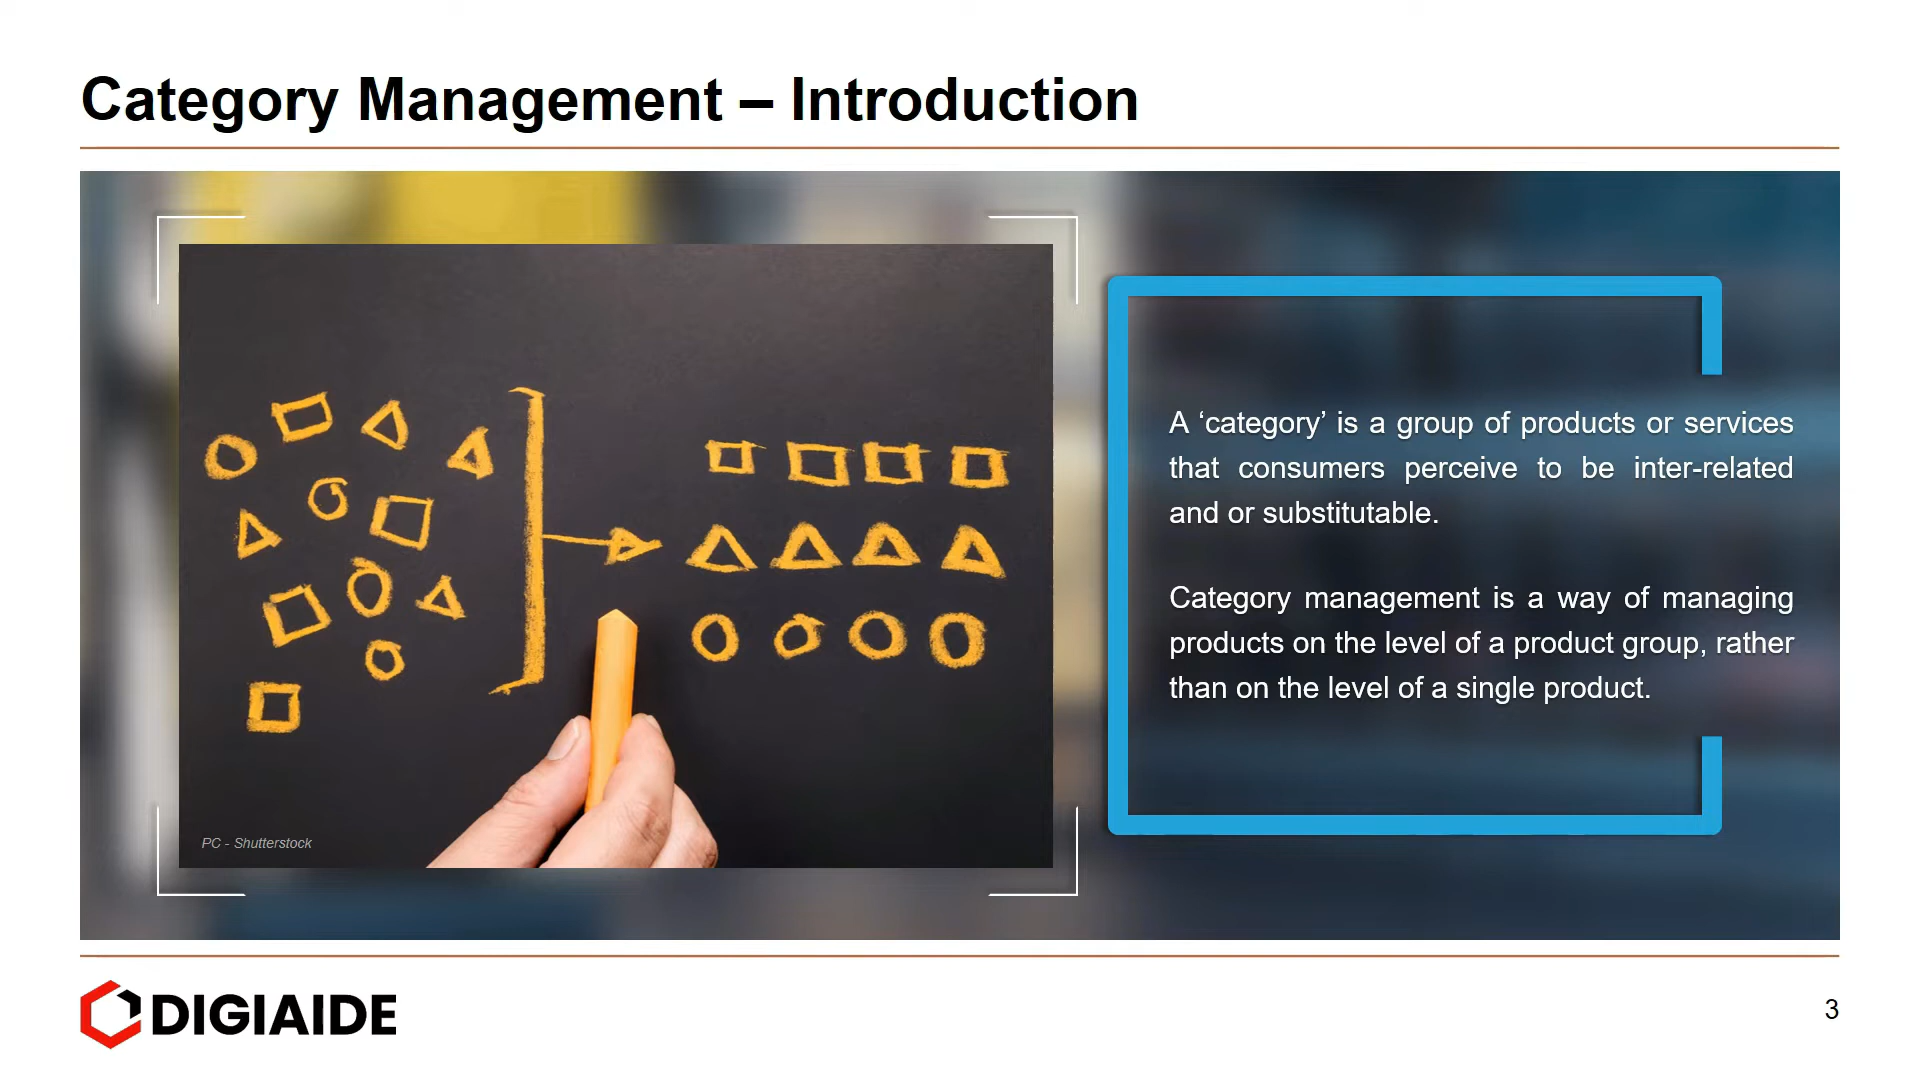 Category Management – Introduction
A ‘category’ is a group of products or services
that consumers perceive to be inter-related
and or substitutable.
Category management is a way of managing
products on the level of a product group, rather
than on the level of a single product.
PC - Shutterstock
DIGIAIDE
3